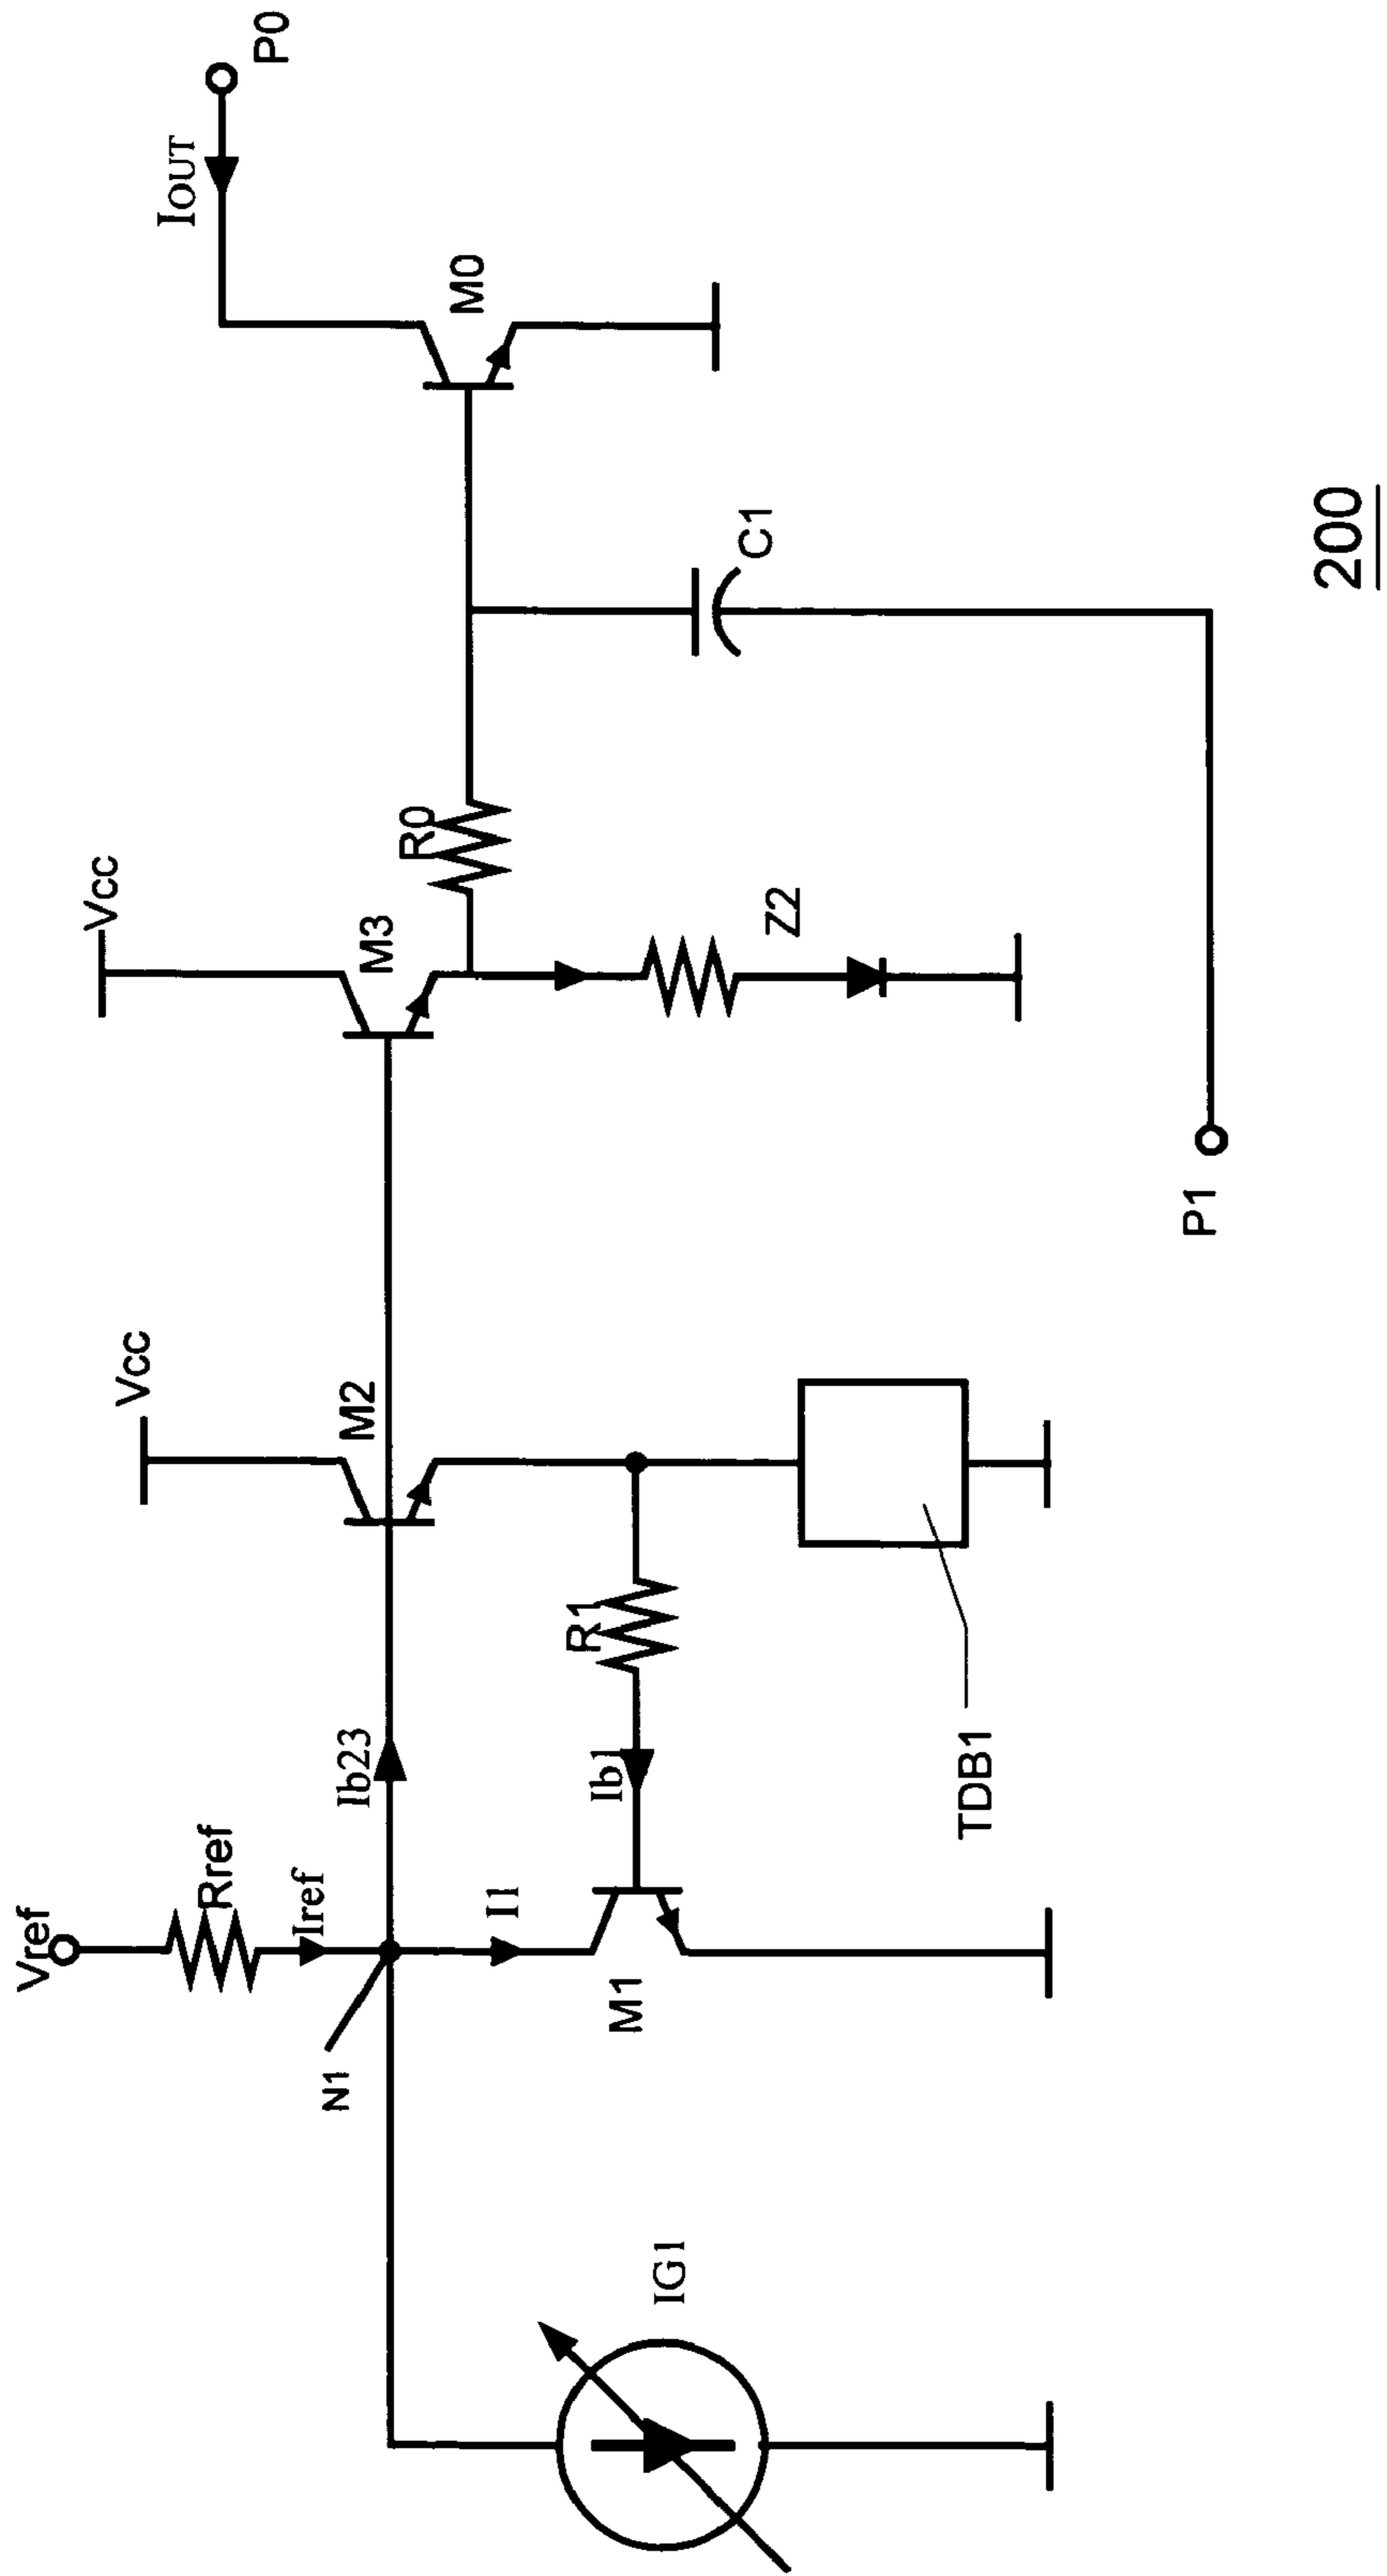 Vref
Rref
Iref
N1
Ib23
I1
M1
IG1
Vcc
M2
R1
Ib1
TDB1
Vcc
M3
R0
Z2
IOUT
P0
M0
C1
P1
200